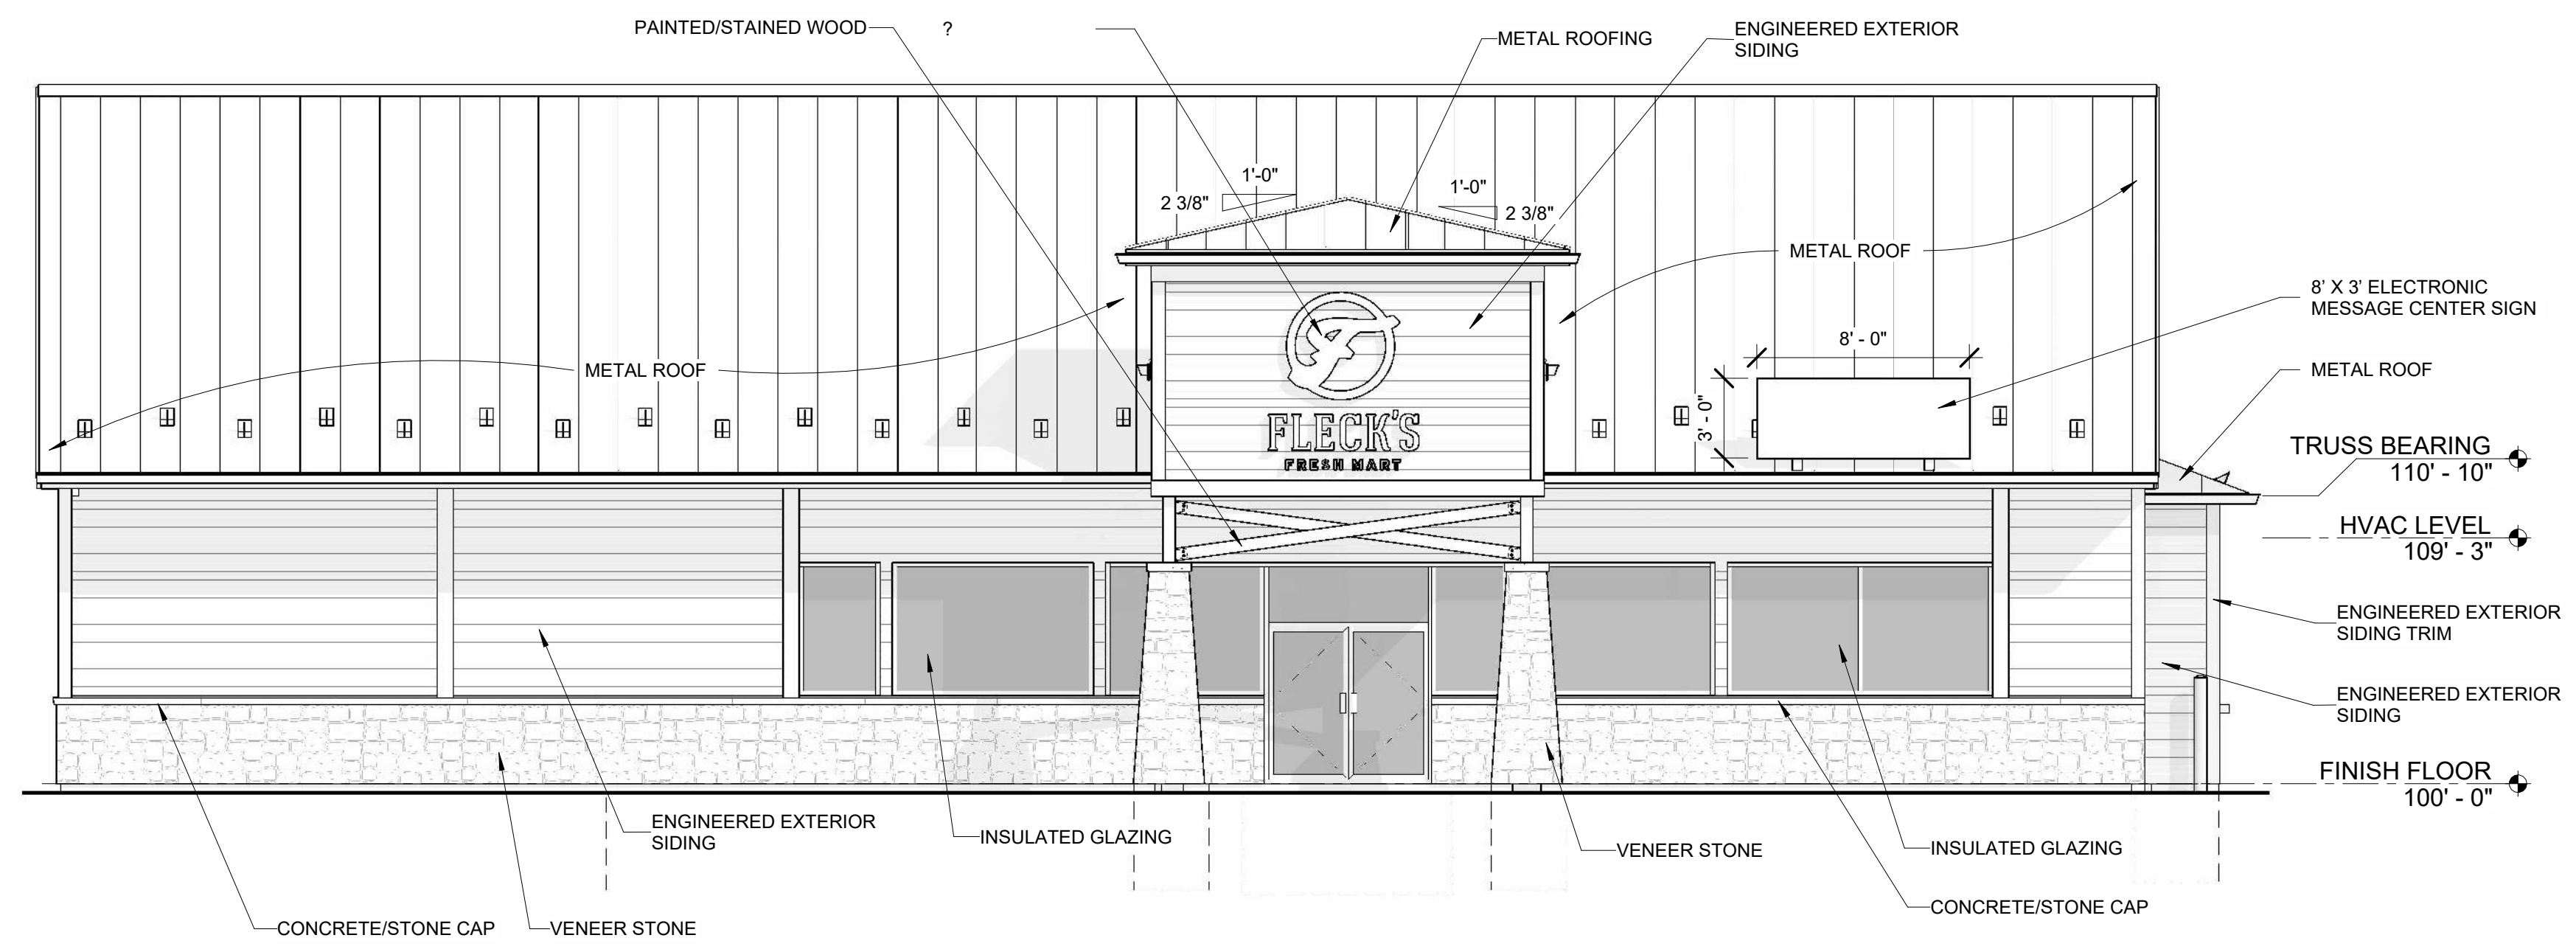 PAINTED/STAINED WOOD
?
METAL ROOFING
ENGINEERED EXTERIOR
SIDING
1'-0"
2 3/8"
1'-0"
2 3/8"
METAL ROOF
8' X 3' ELECTRONIC
MESSAGE CENTER SIGN
8' - 0"
3' - 0"
METAL ROOF
METAL ROOF
FLECK'S
FRESH MART
TRUSS BEARING
110' - 10"
HVAC LEVEL
109' - 3"
ENGINEERED EXTERIOR
SIDING TRIM
ENGINEERED EXTERIOR
SIDING
FINISH FLOOR
100' - 0"
ENGINEERED EXTERIOR
SIDING
INSULATED GLAZING
VENEER STONE
INSULATED GLAZING
CONCRETE/STONE CAP
VENEER STONE
CONCRETE/STONE CAP